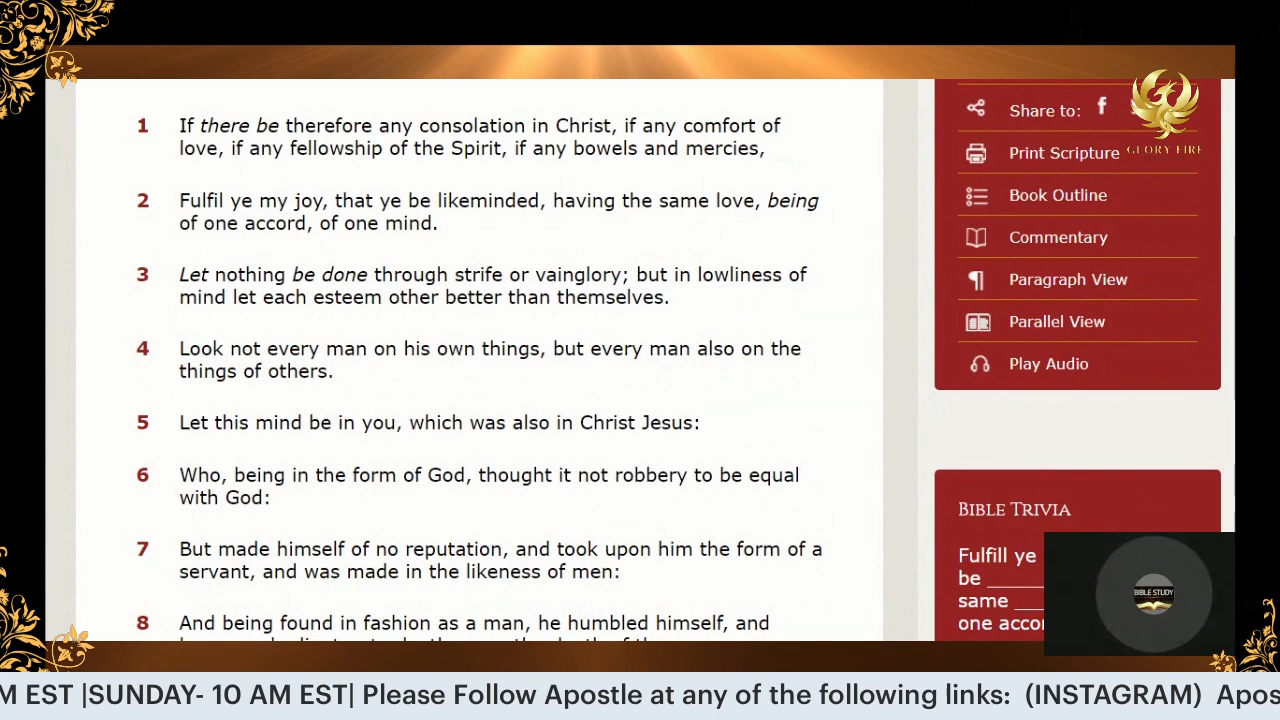 1 If there be therefore any consolation in Christ, if any comfort of
love, if any fellowship of the Spirit, if any bowels and mercies,
2 Fulfil ye my joy, that ye be likeminded, having the same love, being
of one accord, of one mind.
3 Let nothing be done through strife or vainglory; but in lowliness of
mind let each esteem other better than themselves.
4 Look not every man on his own things, but every man also on the
things of others.
5 Let this mind be in you, which was also in Christ Jesus:
6 Who, being in the form of God, thought it not robbery to be equal
with God:
7 But made himself of no reputation, and took upon him the form of a
servant, and was made in the likeness of men:
8 And being found in fashion as a man, he humbled himself, and
Share to:
GLORY FIRE
Print Scripture
Book Outline
Commentary
Paragraph View
Parallel View
Play Audio
BIBLE TRIVIA
Fulfill ye
be ______
same ____
one accor
BIBLE STUDY
M EST |SUNDAY- 10 AM EST| Please Follow Apostle at any of the following links: (INSTAGRAM) Apos